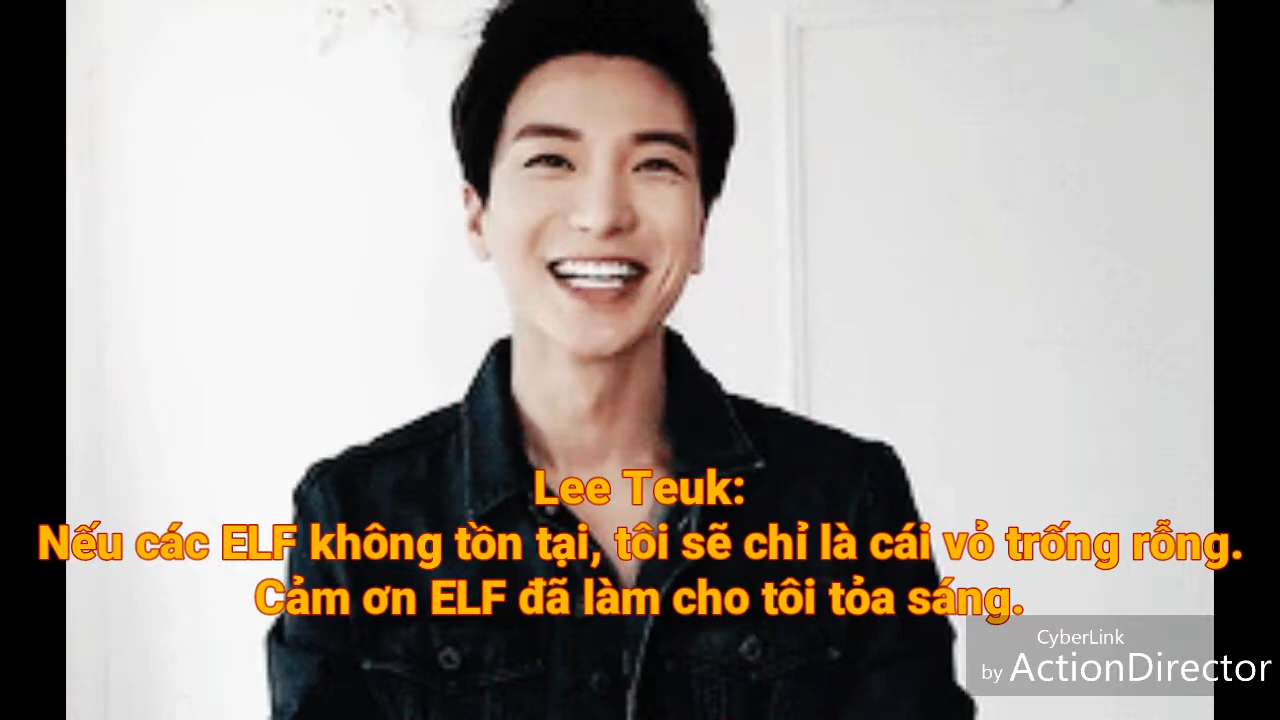 Lee Teuk:
Nếu các ELF không tồn tại, tôi sẽ chỉ là cái vỏ trống rỗng.
Cảm ơn ELF đã làm cho tôi tỏa sáng.
CyberLink
by ActionDirector